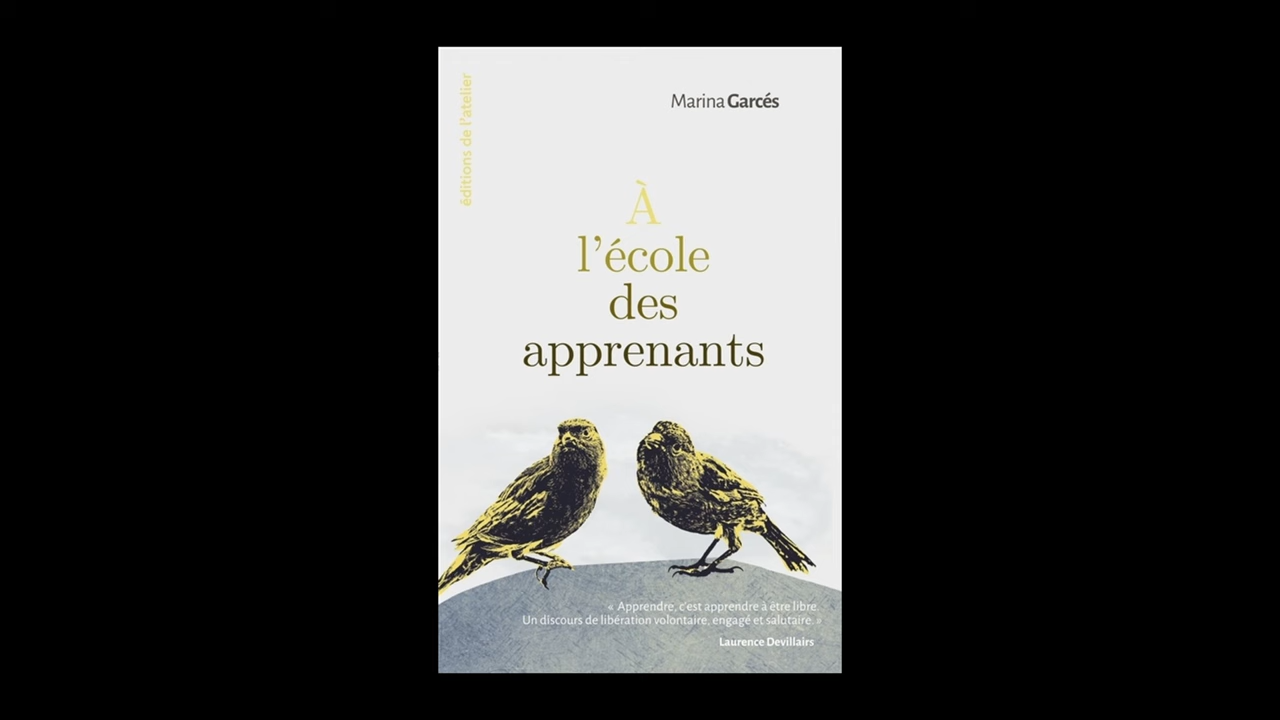 éditions de l'atelier
Marina Garcés
À
l'école
des
apprenants
« Apprendre, c'est apprendre à être libre.
Un discours de libération volontaire, engagé et salutaire. »
Laurence Devillairs